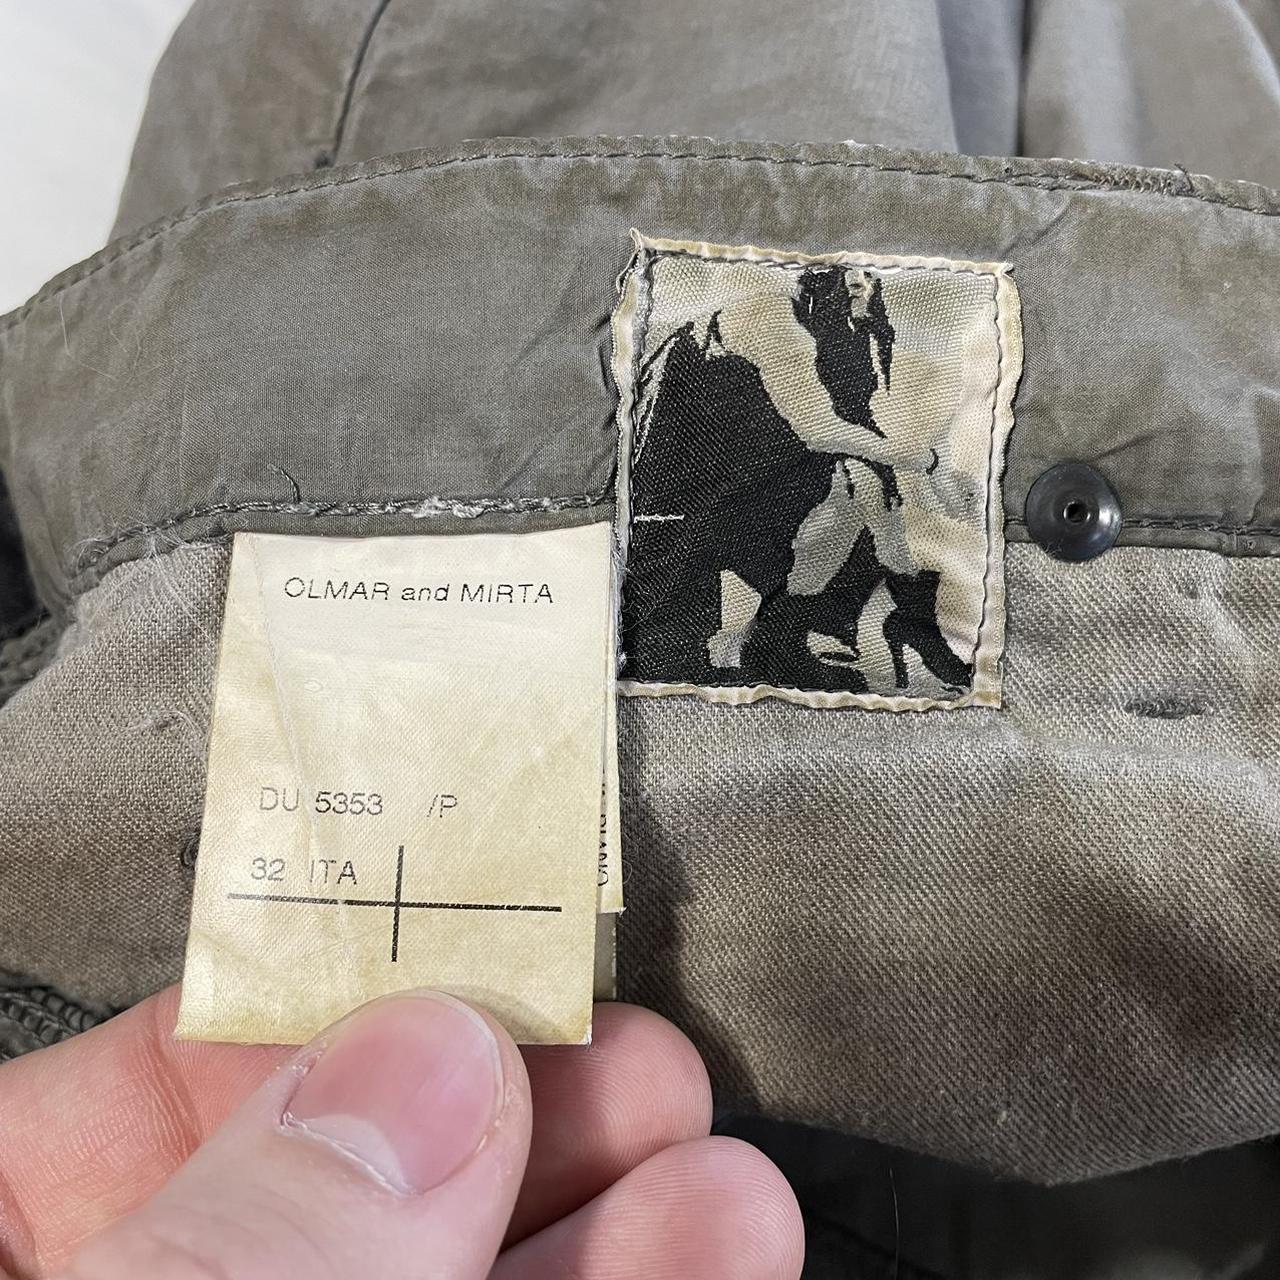 OLMAR and MIRTA
DU 5353 /P
32 ITA